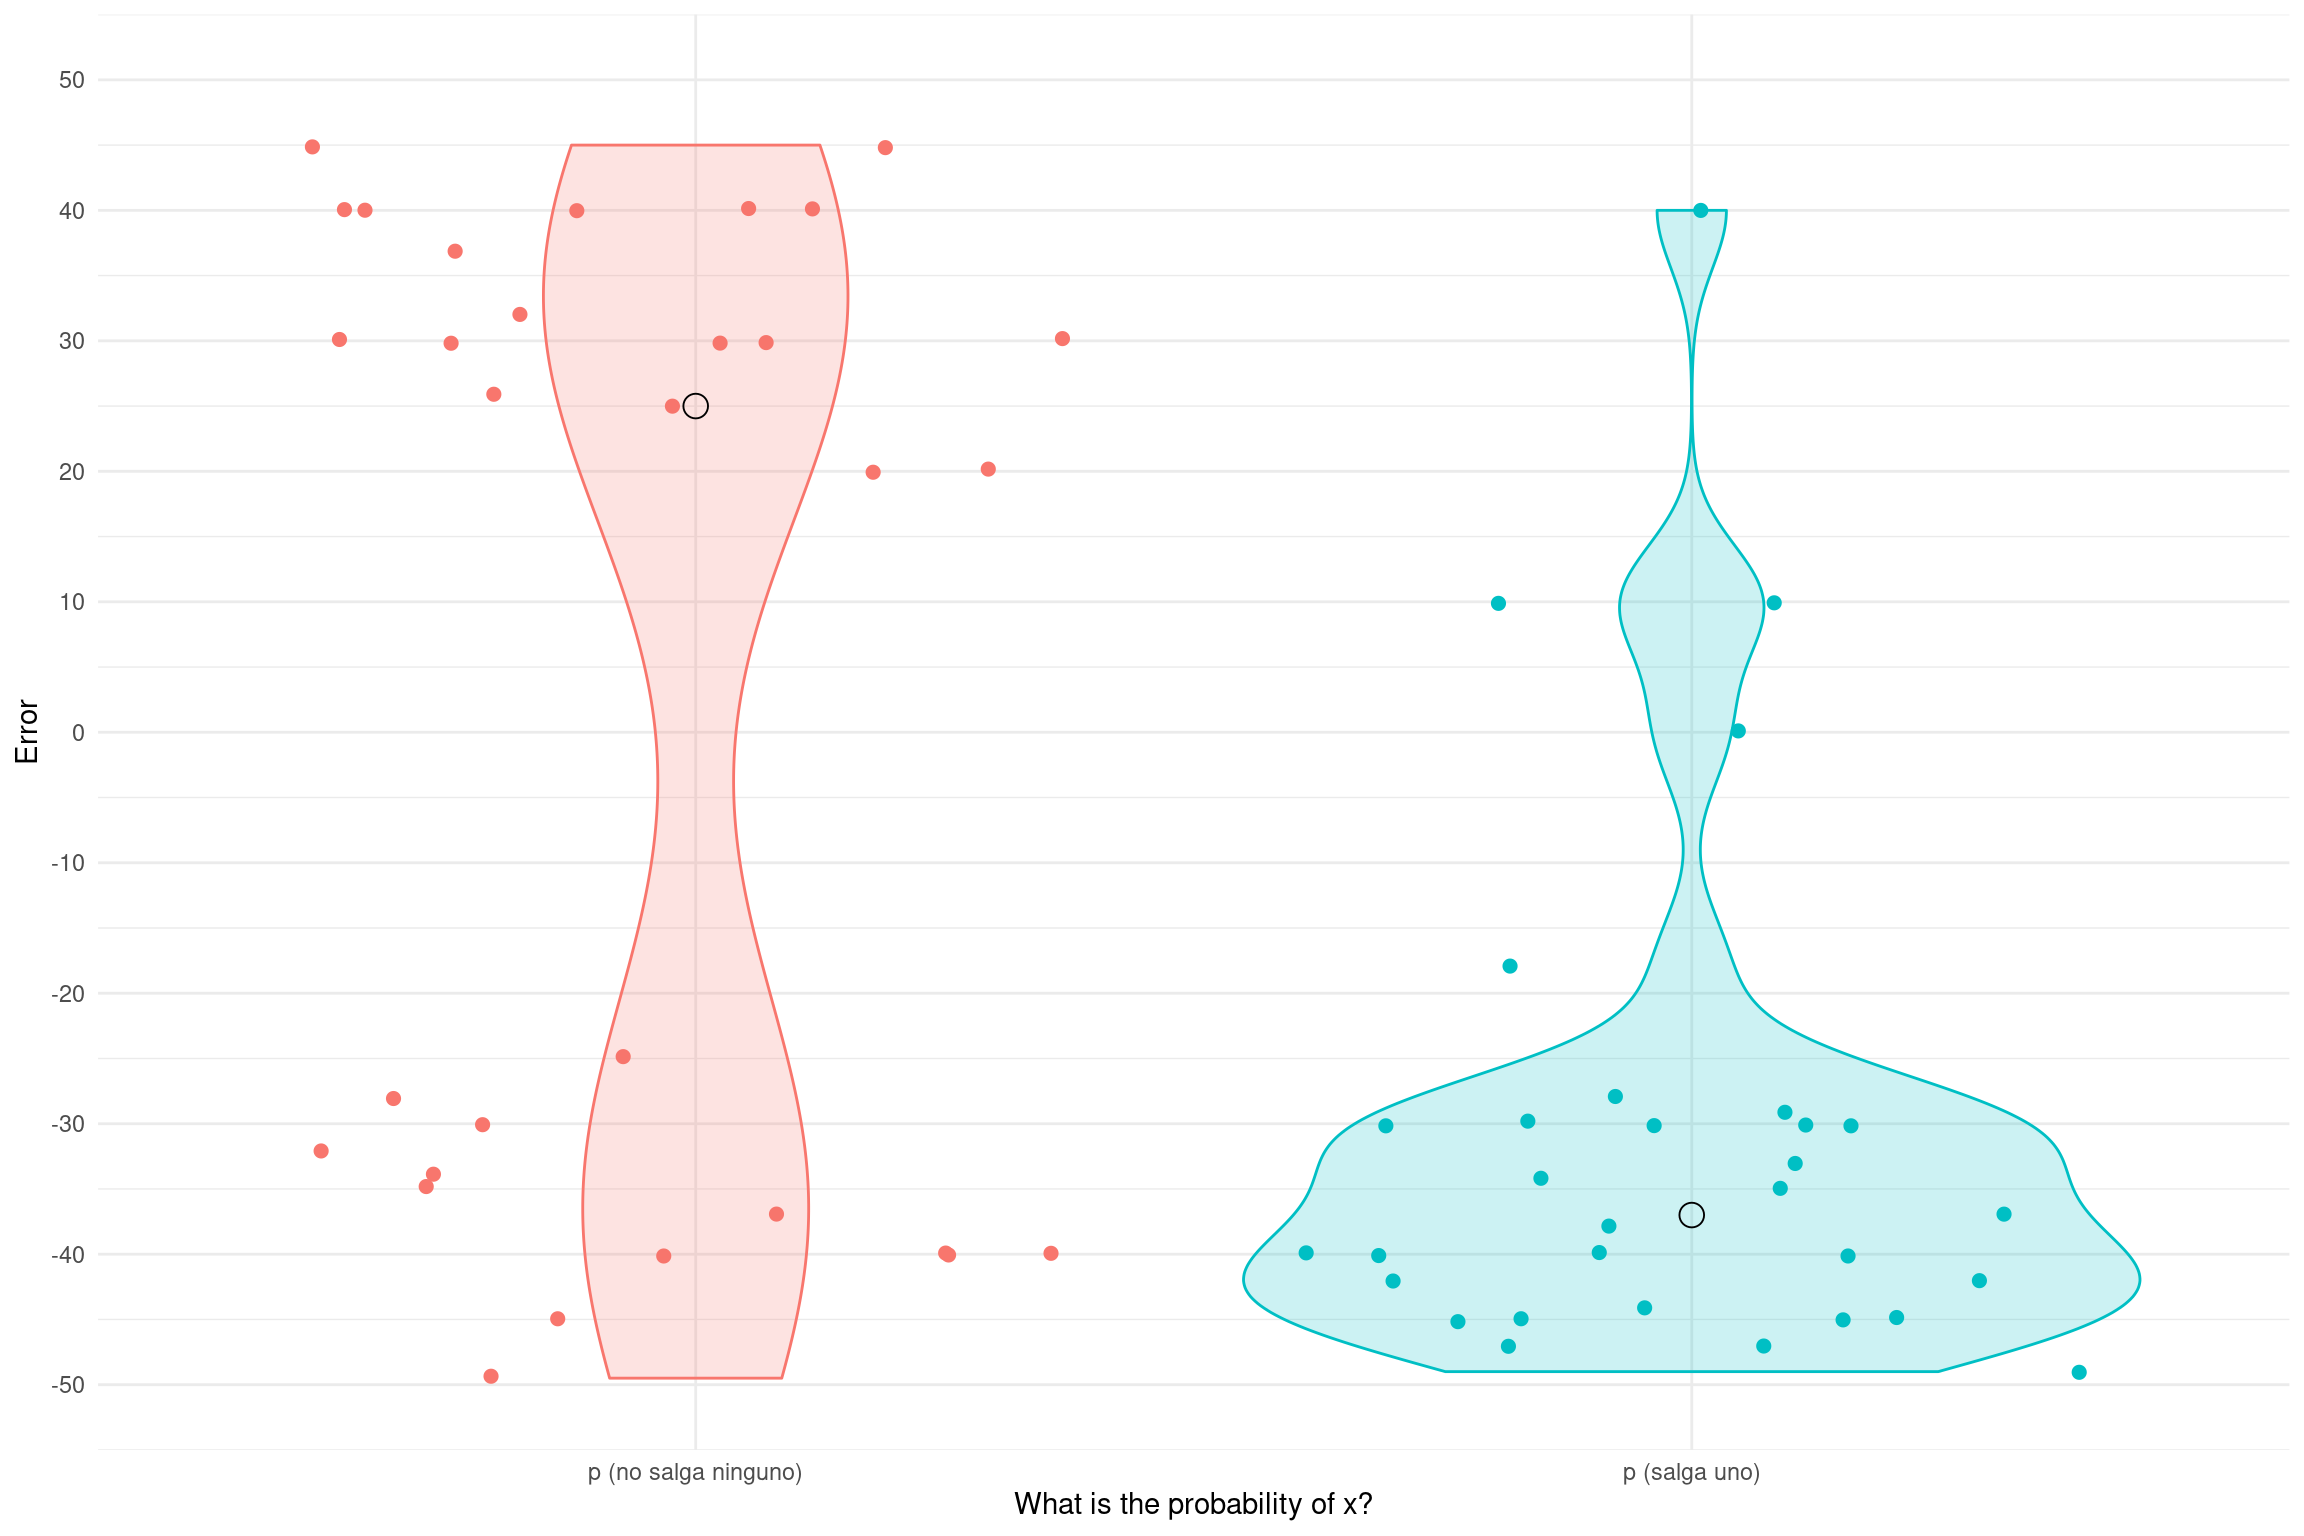 Error
50
40
30
20
10
0
-10
-20
-30
-40
-50
p (no salga ninguno)
p (salga uno)
What is the probability of x?